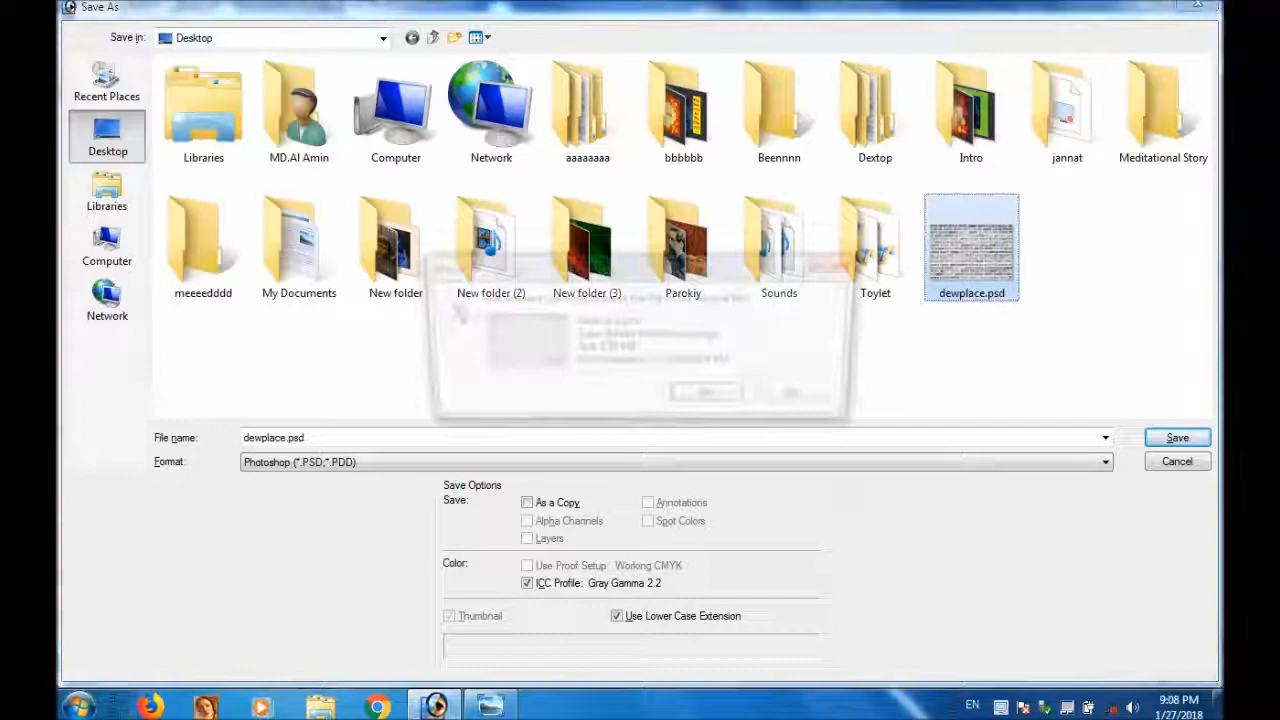 Save As
Save in: Desktop
Recent Places
Desktop
Libraries
Computer
Network
Libraries
MD.Al Amin
Computer
Network
aaaaaaaa
bbbbbb
Beennnn
Dextop
Intro
jannat
Meditational Story
meeeedddd
My Documents
New folder
New folder (2)
New folder (3)
Parokiy
Sounds
Toylet
dewplace.psd
File name: dewplace.psd Save
Format: Photoshop (*.PSD;*.PDD) Cancel
Save Options
Save: As a Copy Annotations
Alpha Channels Spot Colors
Layers
Color: Use Proof Setup: Working CMYK
ICC Profile: Gray Gamma 2.2
Thumbnail Use Lower Case Extension
EN 9:08 PM
1/27/2018